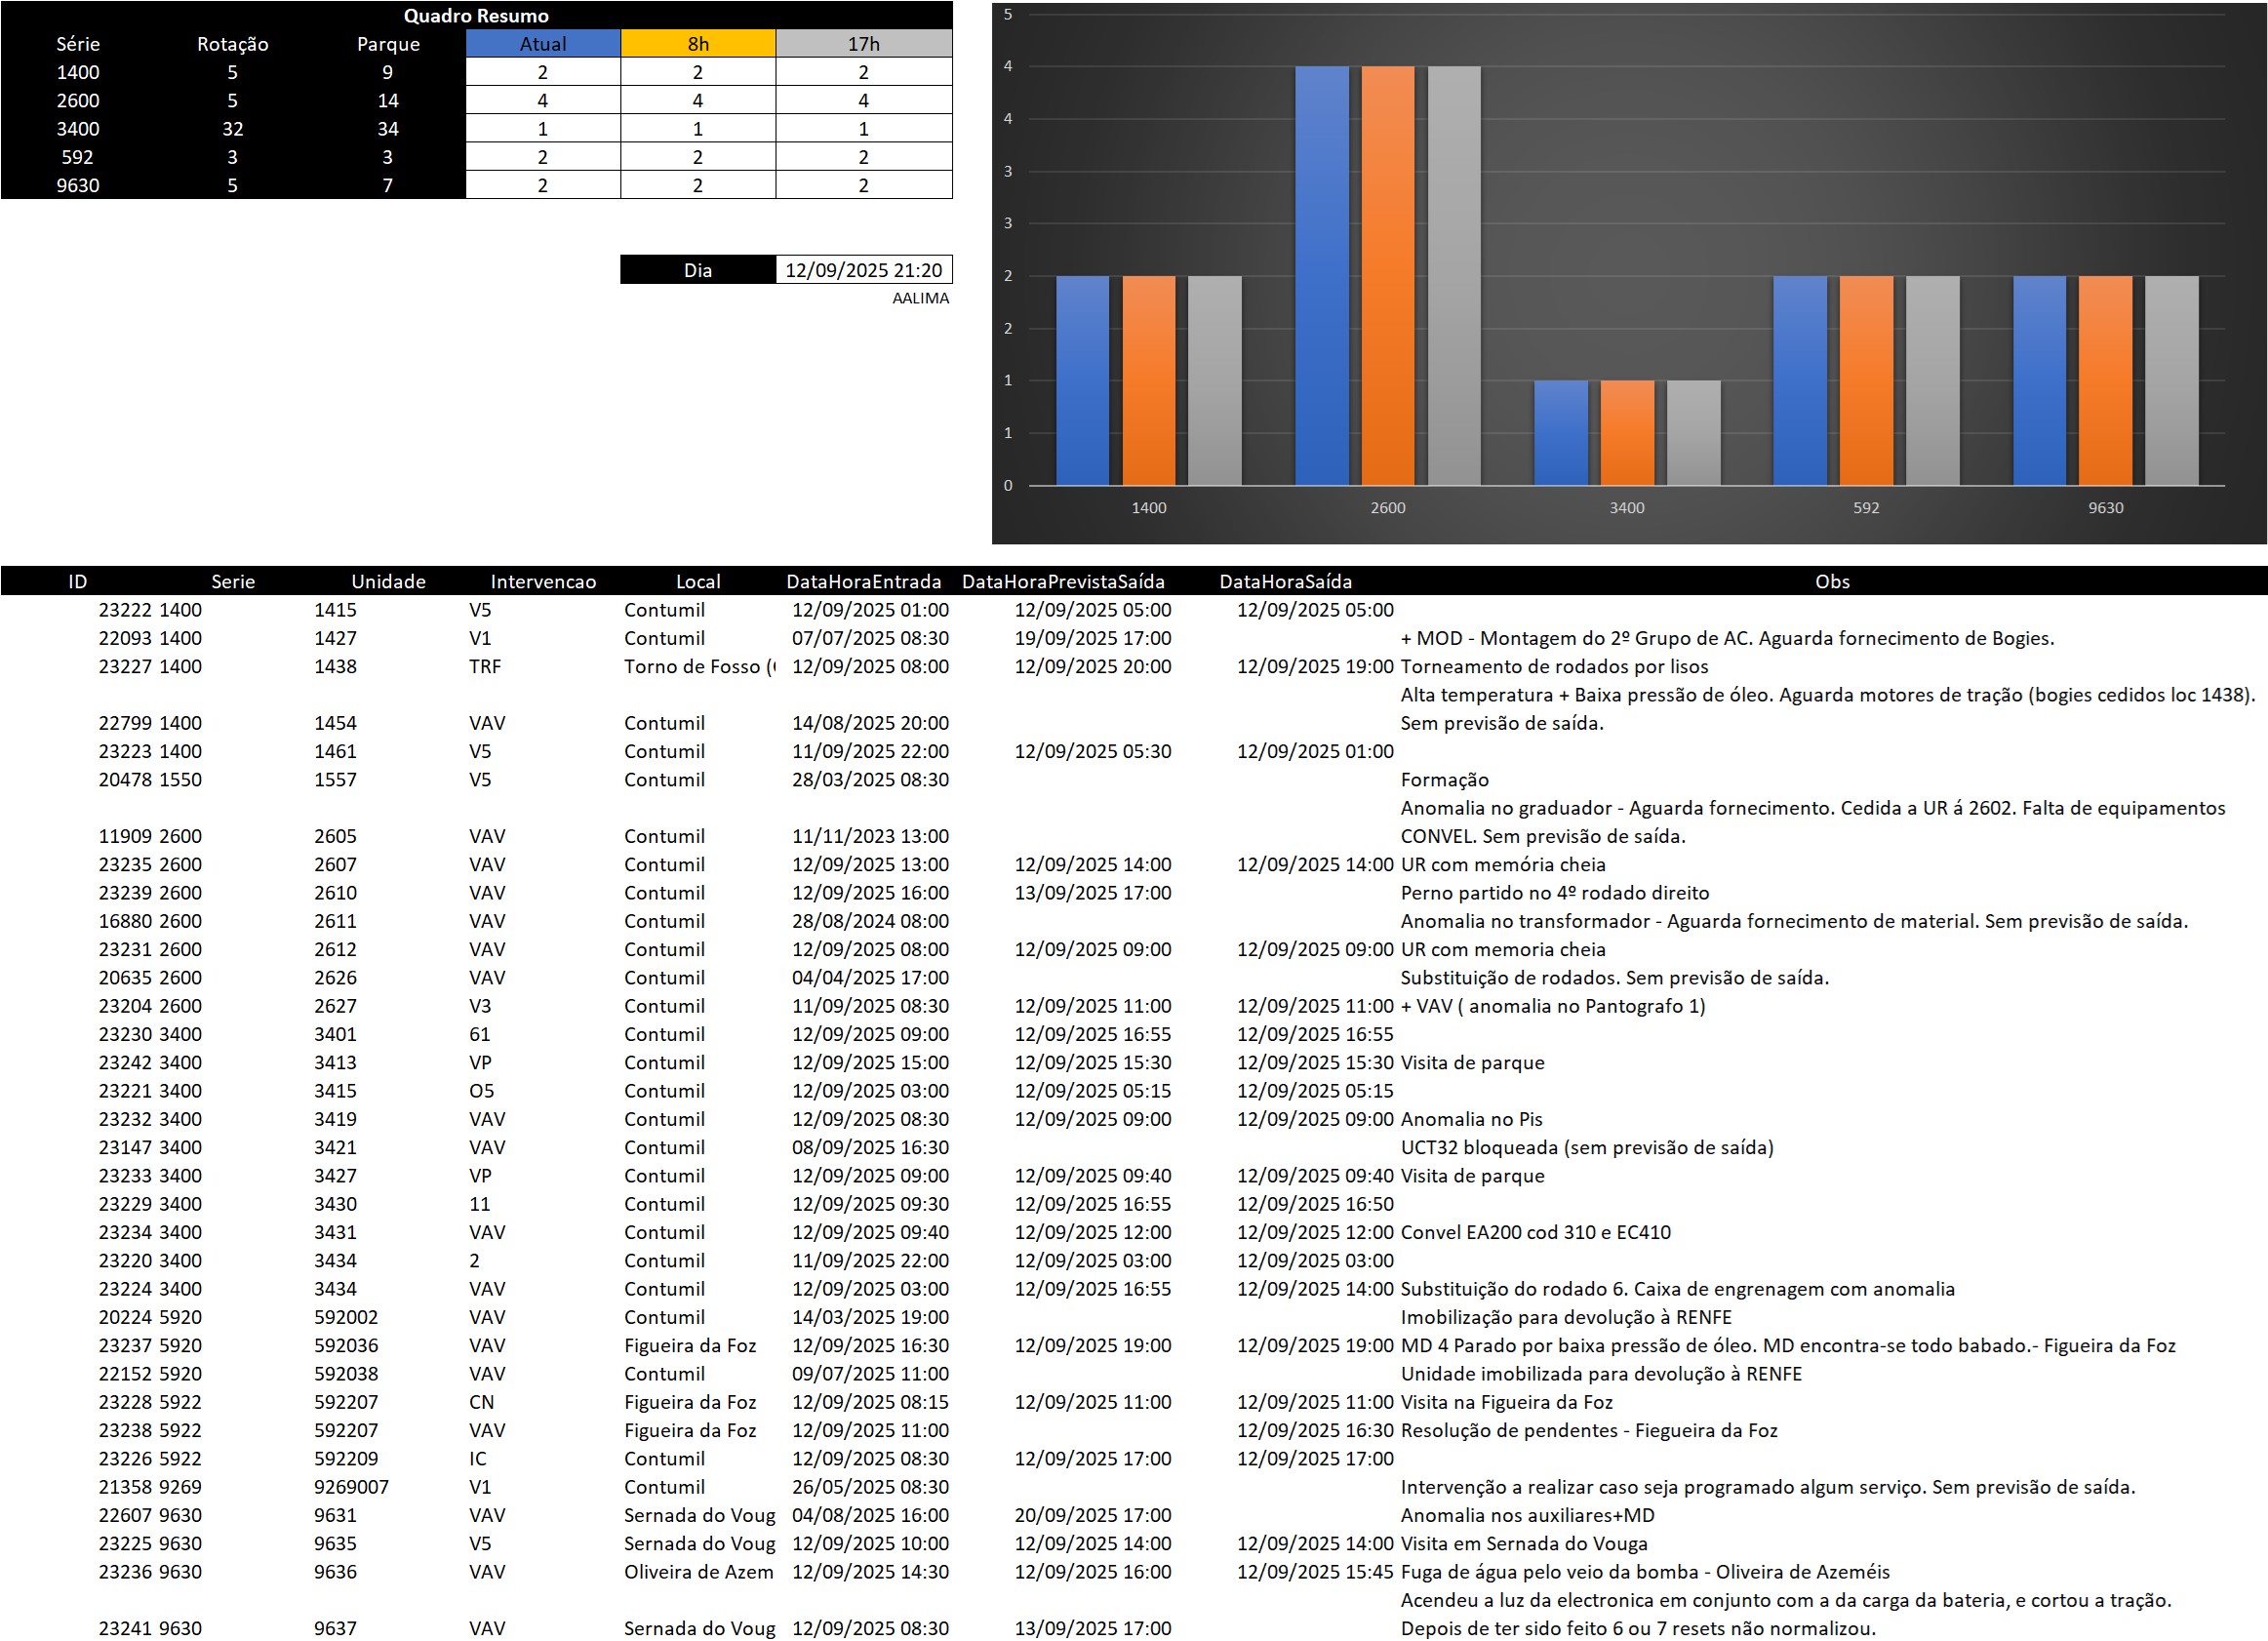 Quadro Resumo
Série Rotação Parque Atual 8h 17h
1400 5 9 2 2 2
2600 5 14 4 4 4
3400 32 34 1 1 1
592 3 3 2 2 2
9630 5 7 2 2 2
Dia 12/09/2025 21:20
AALIMA
5
4
4
3
3
2
2
1
1
0
1400 2600 3400 592 9630
ID Serie Unidade Intervencao Local DataHoraEntrada DataHoraPrevistaSaída DataHoraSaída Obs
23222 1400 1415 V5 Contumil 12/09/2025 01:00 12/09/2025 05:00 12/09/2025 05:00
22093 1400 1427 V1 Contumil 07/07/2025 08:30 19/09/2025 17:00 + MOD - Montagem do 2º Grupo de AC. Aguarda fornecimento de Bogies.
23227 1400 1438 TRF Torno de Fosso ( 12/09/2025 08:00 12/09/2025 20:00 12/09/2025 19:00 Torneamento de rodados por lisos
Alta temperatura + Baixa pressão de óleo. Aguarda motores de tração (bogies cedidos loc 1438).
22799 1400 1454 VAV Contumil 14/08/2025 20:00 Sem previsão de saída.
23223 1400 1461 V5 Contumil 11/09/2025 22:00 12/09/2025 05:30 12/09/2025 01:00
20478 1550 1557 V5 Contumil 28/03/2025 08:30 Formação
Anomalia no graduador - Aguarda fornecimento. Cedida a UR á 2602. Falta de equipamentos
11909 2600 2605 VAV Contumil 11/11/2023 13:00 CONVEL. Sem previsão de saída.
23235 2600 2607 VAV Contumil 12/09/2025 13:00 12/09/2025 14:00 12/09/2025 14:00 UR com memória cheia
23239 2600 2610 VAV Contumil 12/09/2025 16:00 13/09/2025 17:00 Perno partido no 4º rodado direito
16880 2600 2611 VAV Contumil 28/08/2024 08:00 Anomalia no transformador - Aguarda fornecimento de material. Sem previsão de saída.
23231 2600 2612 VAV Contumil 12/09/2025 08:00 12/09/2025 09:00 12/09/2025 09:00 UR com memoria cheia
20635 2600 2626 VAV Contumil 04/04/2025 17:00 Substituição de rodados. Sem previsão de saída.
23204 2600 2627 V3 Contumil 11/09/2025 08:30 12/09/2025 11:00 12/09/2025 11:00 + VAV ( anomalia no Pantografo 1)
23230 3400 3401 61 Contumil 12/09/2025 09:00 12/09/2025 16:55 12/09/2025 16:55
23242 3400 3413 VP Contumil 12/09/2025 15:00 12/09/2025 15:30 12/09/2025 15:30 Visita de parque
23221 3400 3415 O5 Contumil 12/09/2025 03:00 12/09/2025 05:15 12/09/2025 05:15
23232 3400 3419 VAV Contumil 12/09/2025 08:30 12/09/2025 09:00 12/09/2025 09:00 Anomalia no Pis
23147 3400 3421 VAV Contumil 08/09/2025 16:30 UCT32 bloqueada (sem previsão de saída)
23233 3400 3427 VP Contumil 12/09/2025 09:00 12/09/2025 09:40 12/09/2025 09:40 Visita de parque
23229 3400 3430 11 Contumil 12/09/2025 09:30 12/09/2025 16:55 12/09/2025 16:50
23234 3400 3431 VAV Contumil 12/09/2025 09:40 12/09/2025 12:00 12/09/2025 12:00 Convel EA200 cod 310 e EC410
23220 3400 3434 2 Contumil 11/09/2025 22:00 12/09/2025 03:00 12/09/2025 03:00
23224 3400 3434 VAV Contumil 12/09/2025 03:00 12/09/2025 16:55 12/09/2025 14:00 Substituição do rodado 6. Caixa de engrenagem com anomalia
20224 5920 592002 VAV Contumil 14/03/2025 19:00 Imobilização para devolução à RENFE
23237 5920 592036 VAV Figueira da Foz 12/09/2025 16:30 12/09/2025 19:00 12/09/2025 19:00 MD 4 Parado por baixa pressão de óleo. MD encontra-se todo babado.- Figueira da Foz
22152 5920 592038 VAV Contumil 09/07/2025 11:00 Unidade imobilizada para devolução à RENFE
23228 5922 592207 CN Figueira da Foz 12/09/2025 08:15 12/09/2025 11:00 12/09/2025 11:00 Visita na Figueira da Foz
23238 5922 592207 VAV Figueira da Foz 12/09/2025 11:00 12/09/2025 16:30 Resolução de pendentes - Fiegueira da Foz
23226 5922 592209 IC Contumil 12/09/2025 08:30 12/09/2025 17:00 12/09/2025 17:00
21358 9269 9269007 V1 Contumil 26/05/2025 08:30 Intervenção a realizar caso seja programado algum serviço. Sem previsão de saída.
22607 9630 9631 VAV Sernada do Voug 04/08/2025 16:00 20/09/2025 17:00 Anomalia nos auxiliares+MD
23225 9630 9635 V5 Sernada do Voug 12/09/2025 10:00 12/09/2025 14:00 12/09/2025 14:00 Visita em Sernada do Vouga
23236 9630 9636 VAV Oliveira de Azem 12/09/2025 14:30 12/09/2025 16:00 12/09/2025 15:45 Fuga de água pelo veio da bomba - Oliveira de Azeméis
Acendeu a luz da electronica em conjunto com a da carga da bateria, e cortou a tração.
23241 9630 9637 VAV Sernada do Voug 12/09/2025 08:30 13/09/2025 17:00 Depois de ter sido feito 6 ou 7 resets não normalizou.